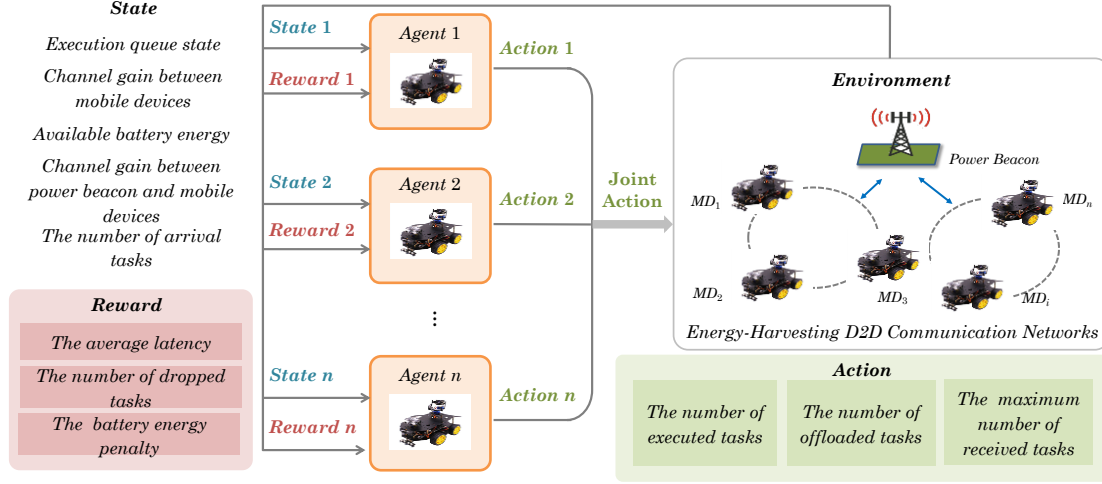 State
Execution queue state
Channel gain between
mobile devices
Available battery energy
Channel gain between
power beacon and mobile
devices
The number of arrival
tasks
Reward
The average latency
The number of dropped
tasks
The battery energy
penalty
State 1
Reward 1
Agent 1
Action 1
State 2
Reward 2
Agent 2
Action 2
⋮
State n
Reward n
Agent n
Action n
Joint
Action
Environment
Power Beacon
MD1
MDn
MD2
MD3
MDi
Energy-Harvesting D2D Communication Networks
Action
The number of
executed tasks
The number of
offloaded tasks
The maximum
number of
received tasks